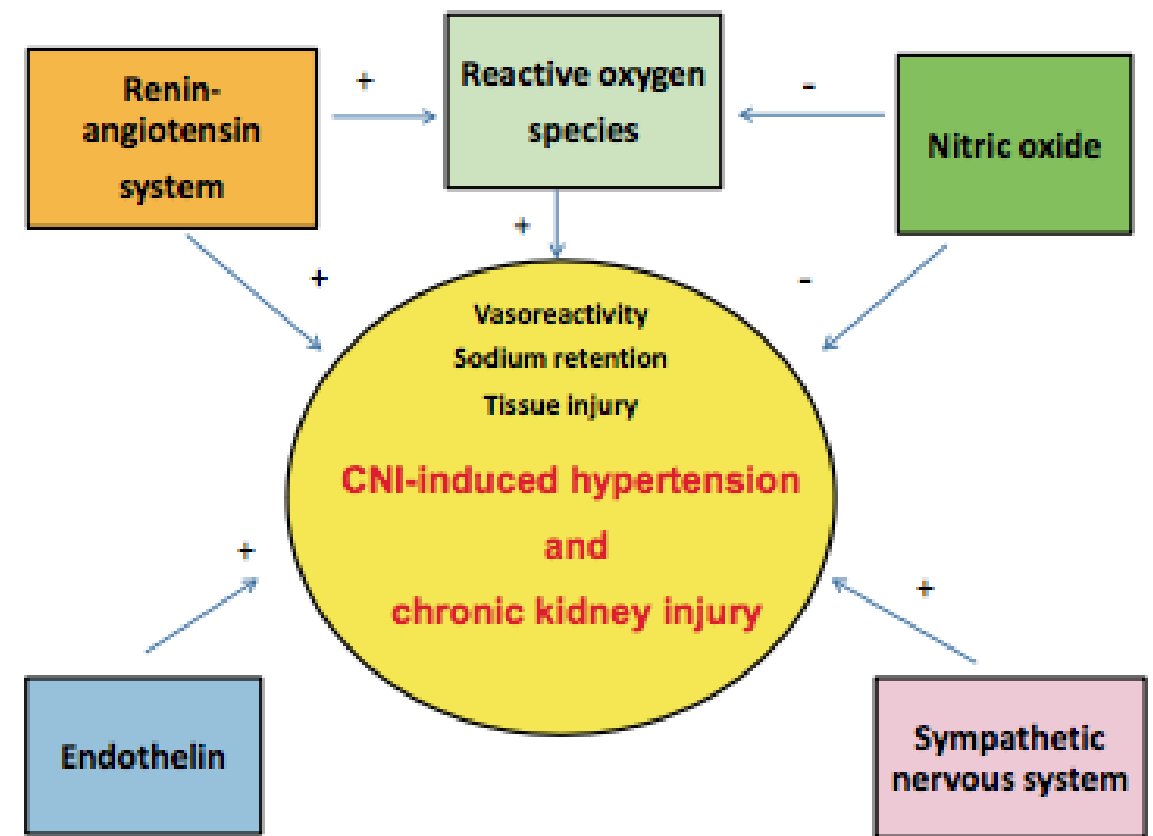 Renin-
angiotensin
system
+
Reactive oxygen
species
-
Nitric oxide
+
+
-
Vasoreactivity
Sodium retention
Tissue injury
CNI-induced hypertension
and
chronic kidney injury
+
+
Endothelin
Sympathetic
nervous system